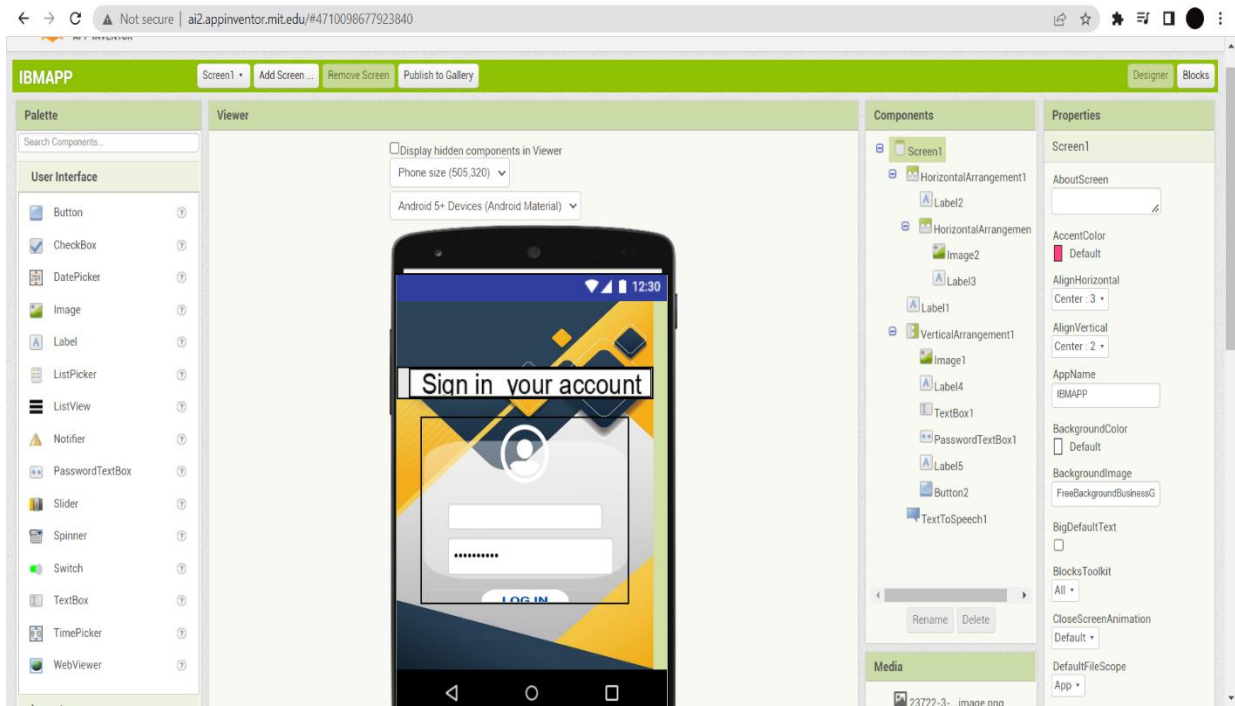 Not secure | ai2.appinventor.mit.edu/#4710098677923840
APP INVENTOR
IBMAPP
Screen1
Add Screen ...
Remove Screen
Publish to Gallery
Designer
Blocks
Palette
Search Components...
User Interface
Button
CheckBox
DatePicker
Image
Label
ListPicker
ListView
Notifier
PasswordTextBox
Slider
Spinner
Switch
TextBox
TimePicker
WebViewer
Viewer
Display hidden components in Viewer
Phone size (505,320)
Android 5+ Devices (Android Material)
12:30
Sign in your account
••••••••••
LOG IN
Components
Screen1
HorizontalArrangement1
Label2
HorizontalArrangemen
Image2
Label3
Label1
VerticalArrangement1
Image1
Label4
TextBox1
PasswordTextBox1
Label5
Button2
TextToSpeech1
Rename
Delete
Media
23722-3-_image.png
Properties
Screen1
AboutScreen
AccentColor
Default
AlignHorizontal
Center : 3
AlignVertical
Center : 2
AppName
IBMAPP
BackgroundColor
Default
BackgroundImage
FreeBackgroundBusinessG
BigDefaultText
BlocksToolkit
All
CloseScreenAnimation
Default
DefaultFileScope
App